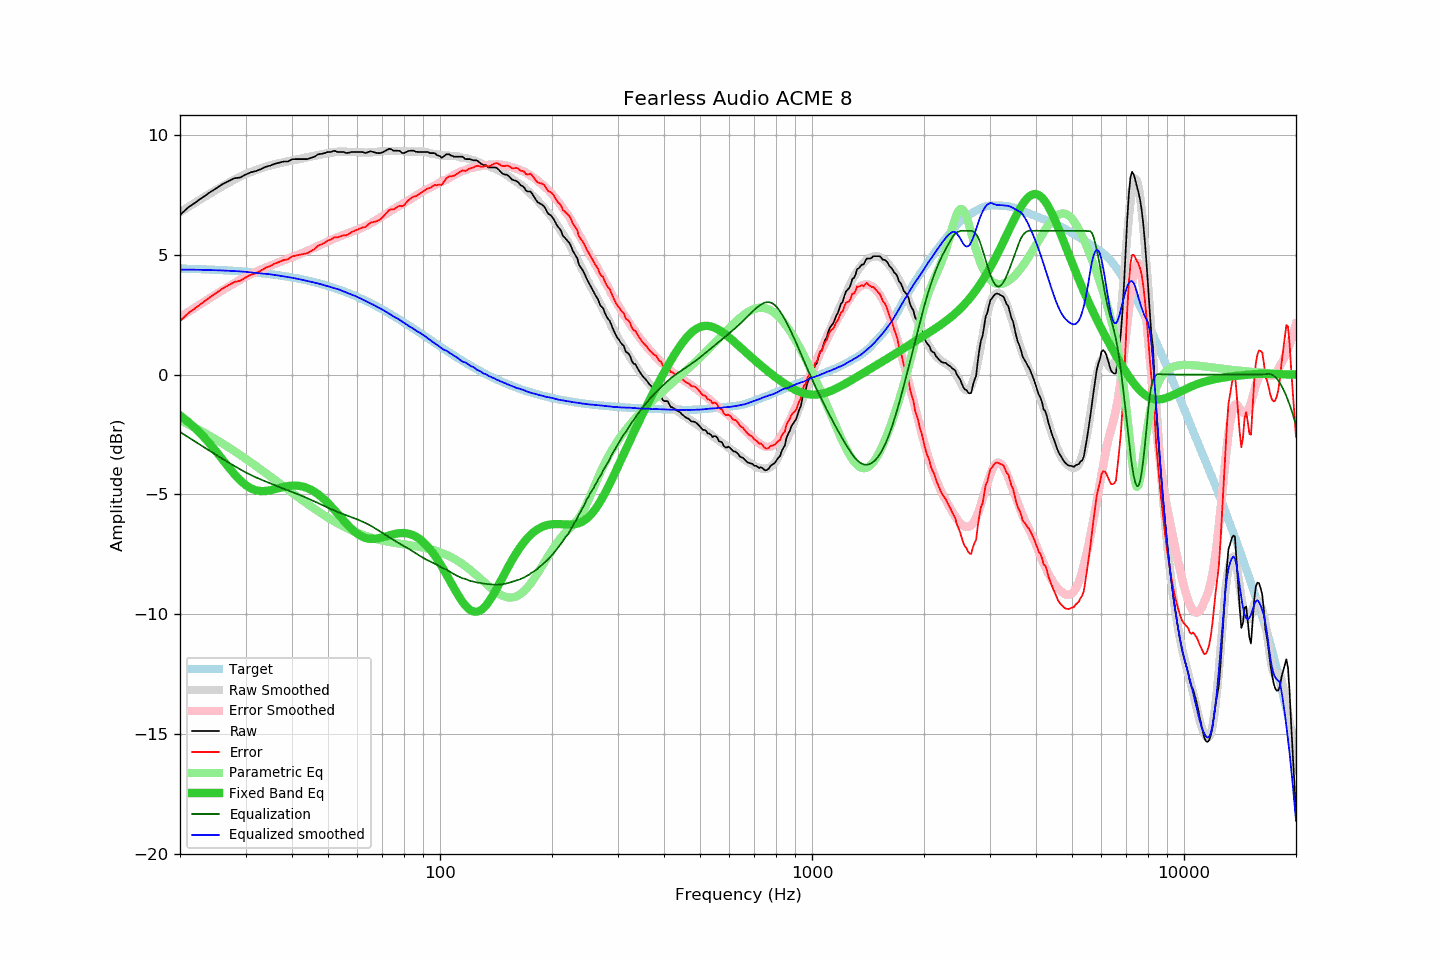 Fearless Audio ACME 8
10
5
0
−5
−10
−15
−20
Amplitude (dBr)
Target
Raw Smoothed
Error Smoothed
Raw
Error
Parametric Eq
Fixed Band Eq
Equalization
Equalized smoothed
100 1000 10000
Frequency (Hz)